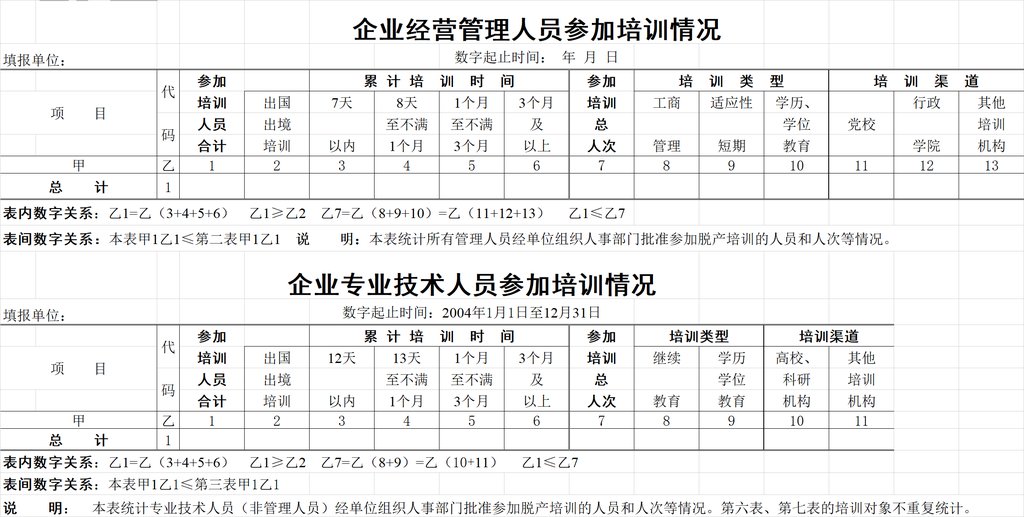 企业经营管理人员参加培训情况
填报单位： 数字起止时间： 年 月 日
项 目 代 参加 累 计 培 训 时 间 参加 培 训 类 型 培 训 渠 道
培训 出国 7天 8天 1个月 3个月 培训 工商 适应性 学历、 行政 其他
码 人员 出境 至不满 至不满 及 总 学位 党校 培训
合计 培训 以内 1个月 3个月 以上 人次 管理 短期 教育 学院 机构
甲 乙 1 2 3 4 5 6 7 8 9 10 11 12 13
总 计 1
表内数字关系：乙1=乙（3+4+5+6） 乙1≥乙2 乙7=乙（8+9+10）=乙（11+12+13） 乙1≤乙7
表间数字关系：本表甲1乙1≤第二表甲1乙1 说 明：本表统计所有管理人员经单位组织人事部门批准参加脱产培训的人员和人次等情况。
企业专业技术人员参加培训情况
填报单位： 数字起止时间：2004年1月1日至12月31日
项 目 代 参加 累 计 培 训 时 间 参加 培训类型 培训渠道
培训 出国 12天 13天 1个月 3个月 培训 继续 学历 高校、 其他
码 人员 出境 至不满 至不满 及 总 学位 科研 培训
合计 培训 以内 1个月 3个月 以上 人次 教育 教育 机构 机构
甲 乙 1 2 3 4 5 6 7 8 9 10 11
总 计 1
表内数字关系：乙1=乙（3+4+5+6） 乙1≥乙2 乙7=乙（8+9）=乙（10+11） 乙1≤乙7
表间数字关系：本表甲1乙1≤第三表甲1乙1
说 明： 本表统计专业技术人员（非管理人员）经单位组织人事部门批准参加脱产培训的人员和人次等情况。第六表、第七表的培训对象不重复统计。